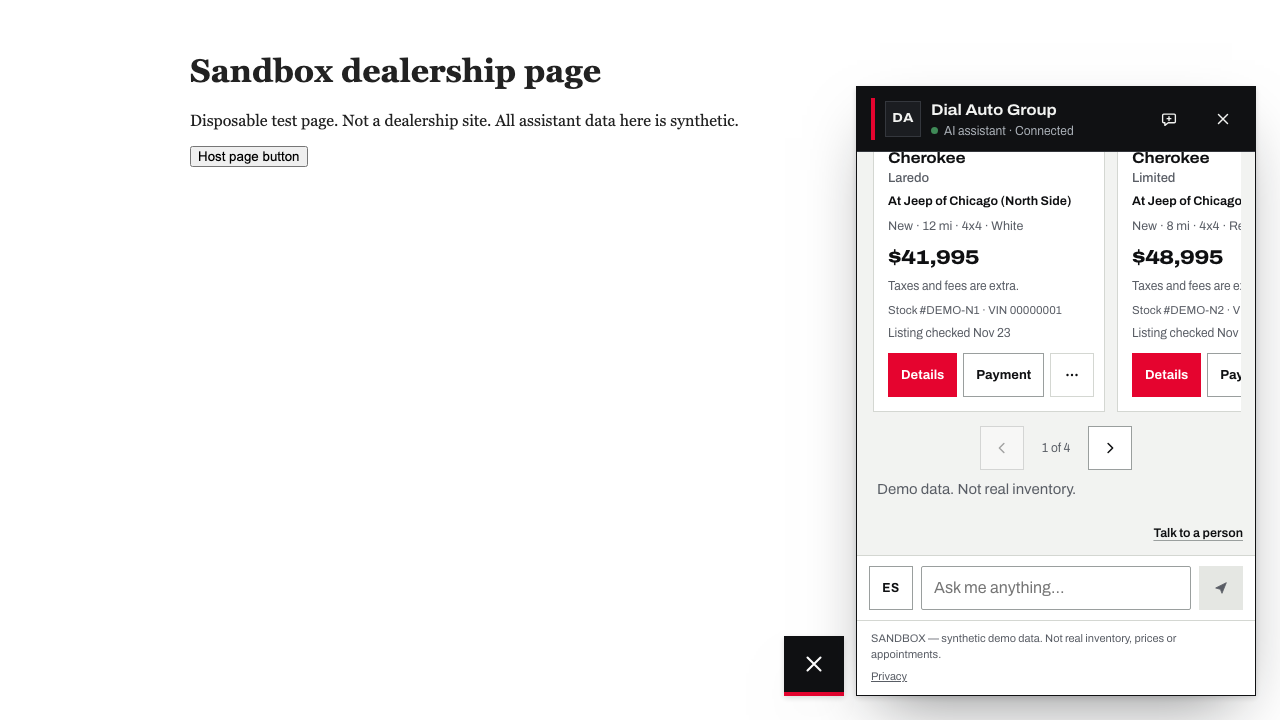 Sandbox dealership page
Disposable test page. Not a dealership site. All assistant data here is synthetic.
Host page button
DA
Dial Auto Group
AI assistant · Connected
Cherokee
Laredo
At Jeep of Chicago (North Side)
New · 12 mi · 4x4 · White
$41,995
Taxes and fees are extra.
Stock #DEMO-N1 · VIN 00000001
Listing checked Nov 23
Details
Payment
···
Cherokee
Limited
At Jeep of Chicago
New · 8 mi · 4x4 ·
$48,995
Taxes and fees are
Stock #DEMO-N2 ·
Listing checked Nov
Details
1 of 4
Demo data. Not real inventory.
Talk to a person
ES
Ask me anything...
SANDBOX — synthetic demo data. Not real inventory, prices or
appointments.
Privacy